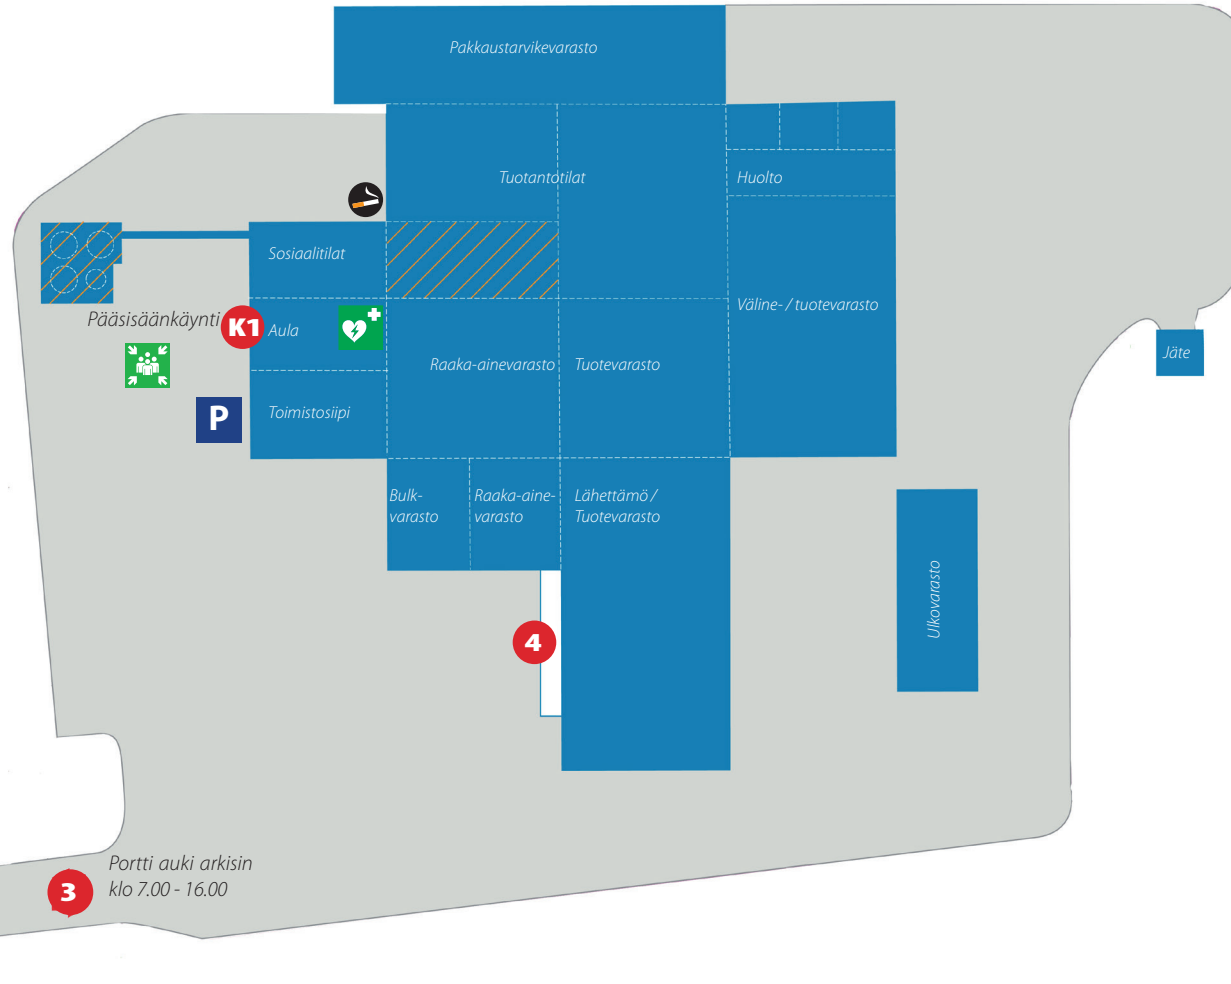 Pakkaustarvikevarasto
Tuotantotilat
Huolto
Sosiaalitilat
Väline- / tuotevarasto
Pääsisäänkäynti
K1
Aula
Jäte
Raaka-ainevarasto
Tuotevarasto
P
Toimistosiipi
Bulk-
varasto
Raaka-aine-
varasto
Lähettämö /
Tuotevarasto
Ulkovarasto
4
3
Portti auki arkisin
klo 7.00 - 16.00